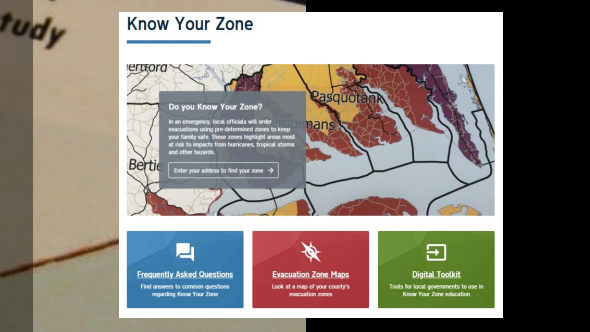 tudy
Know Your Zone
Pasquotank
Do you Know Your Zone?
In an emergency, local officials will order
evacuations using pre-determined zones to keep
your family safe. These zones highlight areas most
at risk to impacts from hurricanes, tropical storms
and other hazards.
Bertie
Enter your address to find your zone
Frequently Asked Questions
Find answers to common questions
regarding Know Your Zone
Evacuation Zone Maps
Look at a map of your county's
evacuation zones
Digital Toolkit
Tools for local governments to use in
Know Your Zone education